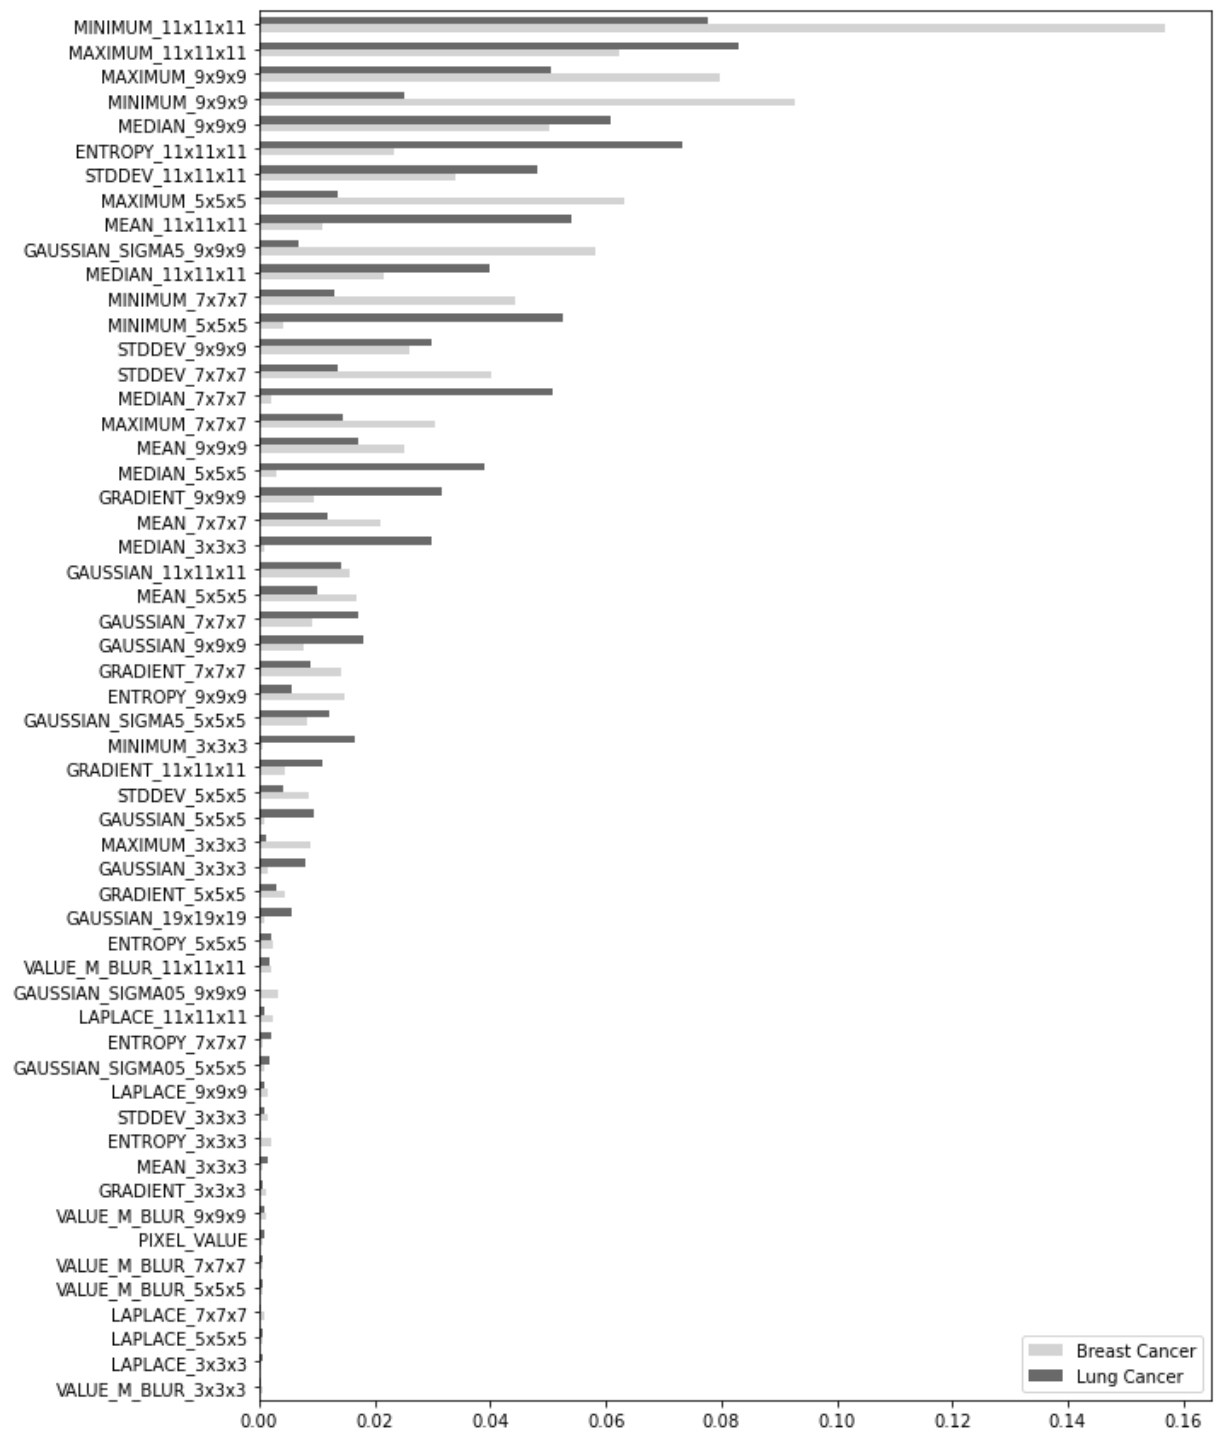 MINIMUM_11x11x11
MAXIMUM_11x11x11
MAXIMUM_9x9x9
MINIMUM_9x9x9
MEDIAN_9x9x9
ENTROPY_11x11x11
STDDEV_11x11x11
MAXIMUM_5x5x5
MEAN_11x11x11
GAUSSIAN_SIGMA5_9x9x9
MEDIAN_11x11x11
MINIMUM_7x7x7
MINIMUM_5x5x5
STDDEV_9x9x9
STDDEV_7x7x7
MEDIAN_7x7x7
MAXIMUM_7x7x7
MEAN_9x9x9
MEDIAN_5x5x5
GRADIENT_9x9x9
MEAN_7x7x7
MEDIAN_3x3x3
GAUSSIAN_11x11x11
MEAN_5x5x5
GAUSSIAN_7x7x7
GAUSSIAN_9x9x9
GRADIENT_7x7x7
ENTROPY_9x9x9
GAUSSIAN_SIGMA5_5x5x5
MINIMUM_3x3x3
GRADIENT_11x11x11
STDDEV_5x5x5
GAUSSIAN_5x5x5
MAXIMUM_3x3x3
GAUSSIAN_3x3x3
GRADIENT_5x5x5
GAUSSIAN_19x19x19
ENTROPY_5x5x5
VALUE_M_BLUR_11x11x11
GAUSSIAN_SIGMA05_9x9x9
LAPLACE_11x11x11
ENTROPY_7x7x7
GAUSSIAN_SIGMA05_5x5x5
LAPLACE_9x9x9
STDDEV_3x3x3
ENTROPY_3x3x3
MEAN_3x3x3
GRADIENT_3x3x3
VALUE_M_BLUR_9x9x9
PIXEL_VALUE
VALUE_M_BLUR_7x7x7
VALUE_M_BLUR_5x5x5
LAPLACE_7x7x7
LAPLACE_5x5x5
LAPLACE_3x3x3
VALUE_M_BLUR_3x3x3
Breast Cancer
Lung Cancer
0.00 0.02 0.04 0.06 0.08 0.10 0.12 0.14 0.16